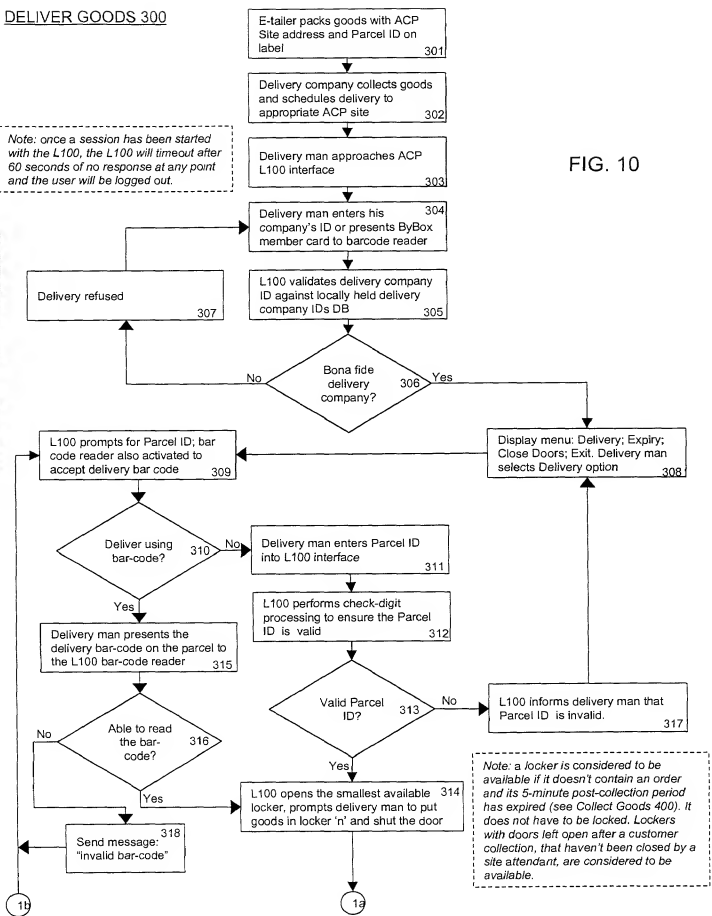 DELIVER GOODS 300
E-tailer packs goods with ACP
Site address and Parcel ID on
label
301
Delivery company collects goods
and schedules delivery to
appropriate ACP site
302
Note: once a session has been started
with the L100, the L100 will timeout after
60 seconds of no response at any point
and the user will be logged out.
Delivery man approaches ACP
L100 interface
303
FIG. 10
Delivery man enters his
304
company's ID or presents ByBox
member card to barcode reader
Delivery refused
307
L100 validates delivery company
ID against locally held delivery
company IDs DB
305
No
Bona fide
delivery
company?
306
Yes
L100 prompts for Parcel ID; bar
code reader also activated to
accept delivery bar code
309
Display menu: Delivery; Expiry;
Close Doors; Exit. Delivery man
selects Delivery option
308
Deliver using
bar-code?
310
No
Delivery man enters Parcel ID
into L100 interface
311
Yes
L100 performs check-digit
processing to ensure the Parcel
ID is valid
312
Delivery man presents the
delivery bar-code on the parcel to
the L100 bar-code reader
315
Valid Parcel
ID?
313
No
L100 informs delivery man that
Parcel ID is invalid.
317
No
Able to read
the bar-
code?
316
Yes
Yes
L100 opens the smallest available
314
locker, prompts delivery man to put
goods in locker 'n' and shut the door
Note: a locker is considered to be
available if it doesn't contain an order
and its 5-minute post-collection period
has expired (see Collect Goods 400). It
does not have to be locked. Lockers
with doors left open after a customer
collection, that haven't been closed by a
site attendant, are considered to be
available.
318
Send message:
"invalid bar-code"
1b
1a